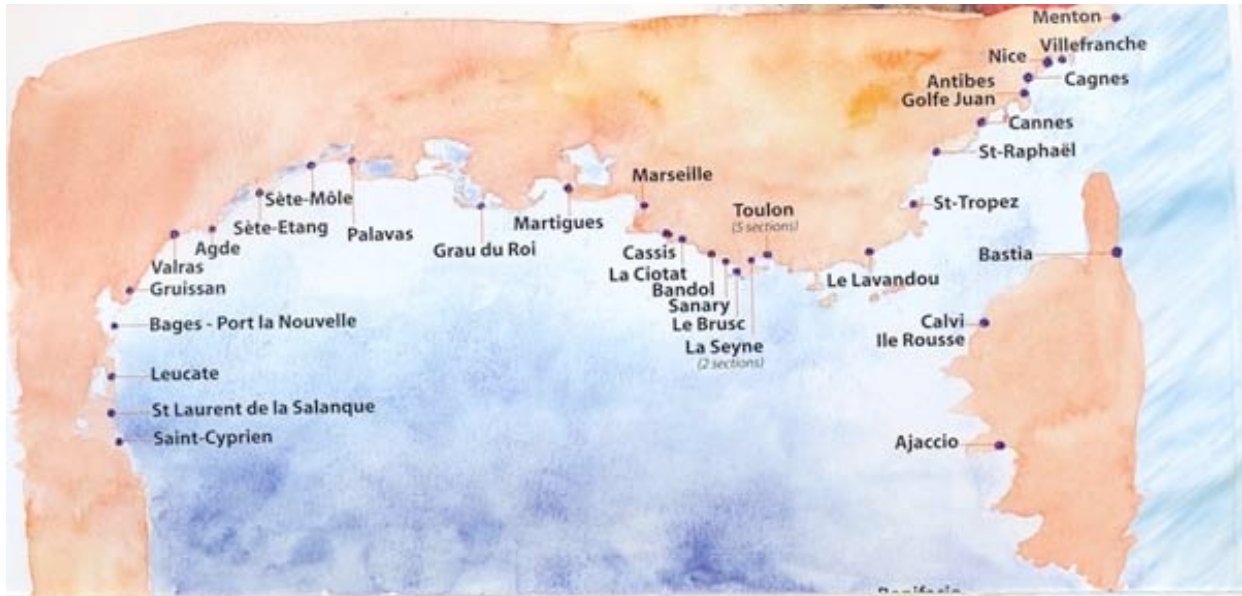 Menton
Villefranche
Nice
Cagnes
Antibes
Golfe Juan
Cannes
St-Raphaël
St-Tropez
Le Lavandou
Toulon
(5 sections)
La Seyne
(2 sections)
Le Brusc
Sanary
Bandol
La Ciotat
Cassis
Marseille
Martigues
Grau du Roi
Palavas
Sète-Môle
Sète-Etang
Agde
Valras
Gruissan
Bages - Port la Nouvelle
Leucate
St Laurent de la Salanque
Saint-Cyprien
Bastia
Calvi
Ile Rousse
Ajaccio